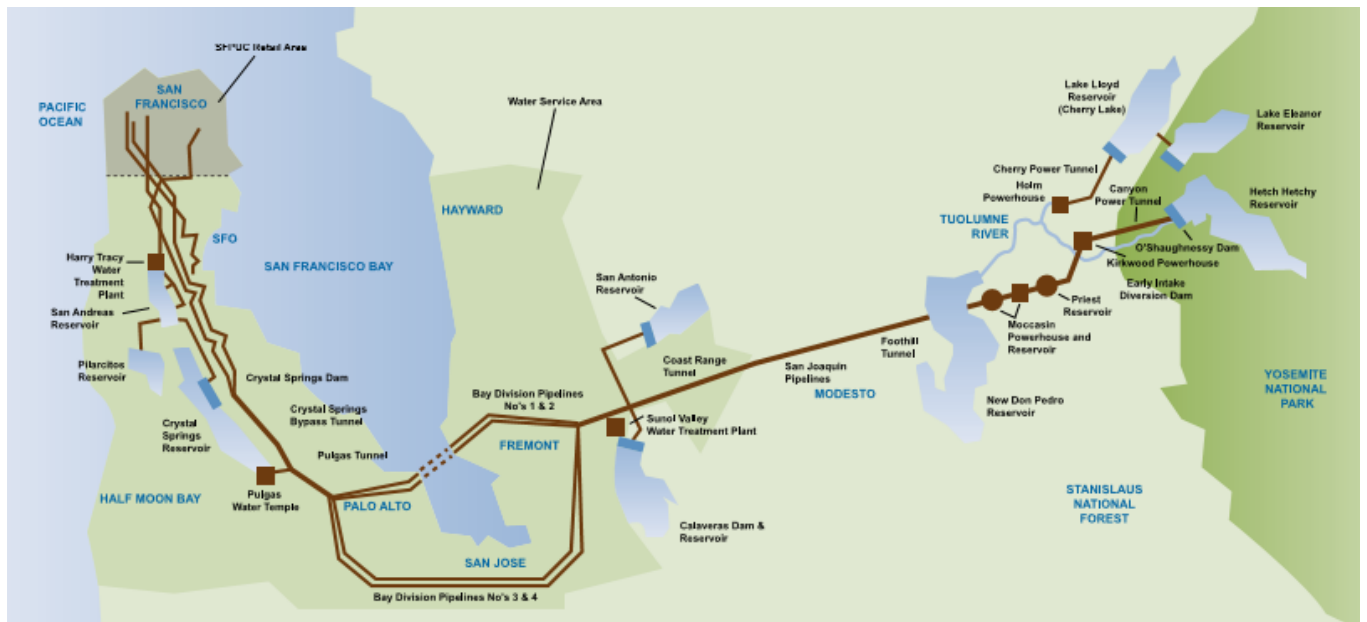 SFPUC Retail Area
SAN
FRANCISCO
PACIFIC
OCEAN
Water Service Area
Lake Lloyd
Reservoir
(Cherry Lake)
Lake Eleanor
Reservoir
Cherry Power Tunnel
Holm
Powerhouse
Canyon
Power Tunnel
Hetch Hetchy
Reservoir
HAYWARD
TUOLUMNE
RIVER
SFO
O'Shaughnessy Dam
Kirkwood Powerhouse
Harry Tracy
Water
Treatment
Plant
SAN FRANCISCO BAY
San Antonio
Reservoir
Early Intake
Diversion Dam
Priest
Reservoir
San Andreas
Reservoir
Moccasin
Powerhouse and
Reservoir
Foothill
Tunnel
Pilarcitos
Reservoir
Coast Range
Tunnel
San Joaquin
Pipelines
Crystal Springs Dam
MODESTO
YOSEMITE
NATIONAL
PARK
Bay Division Pipelines
No's 1 & 2
New Don Pedro
Reservoir
Crystal Springs
Bypass Tunnel
Sunol Valley
Water Treatment Plant
Crystal
Springs
Reservoir
FREMONT
Pulgas Tunnel
HALF MOON BAY
Pulgas
Water Temple
PALO ALTO
STANISLAUS
NATIONAL
FOREST
Calaveras Dam &
Reservoir
SAN JOSE
Bay Division Pipelines No's 3 & 4